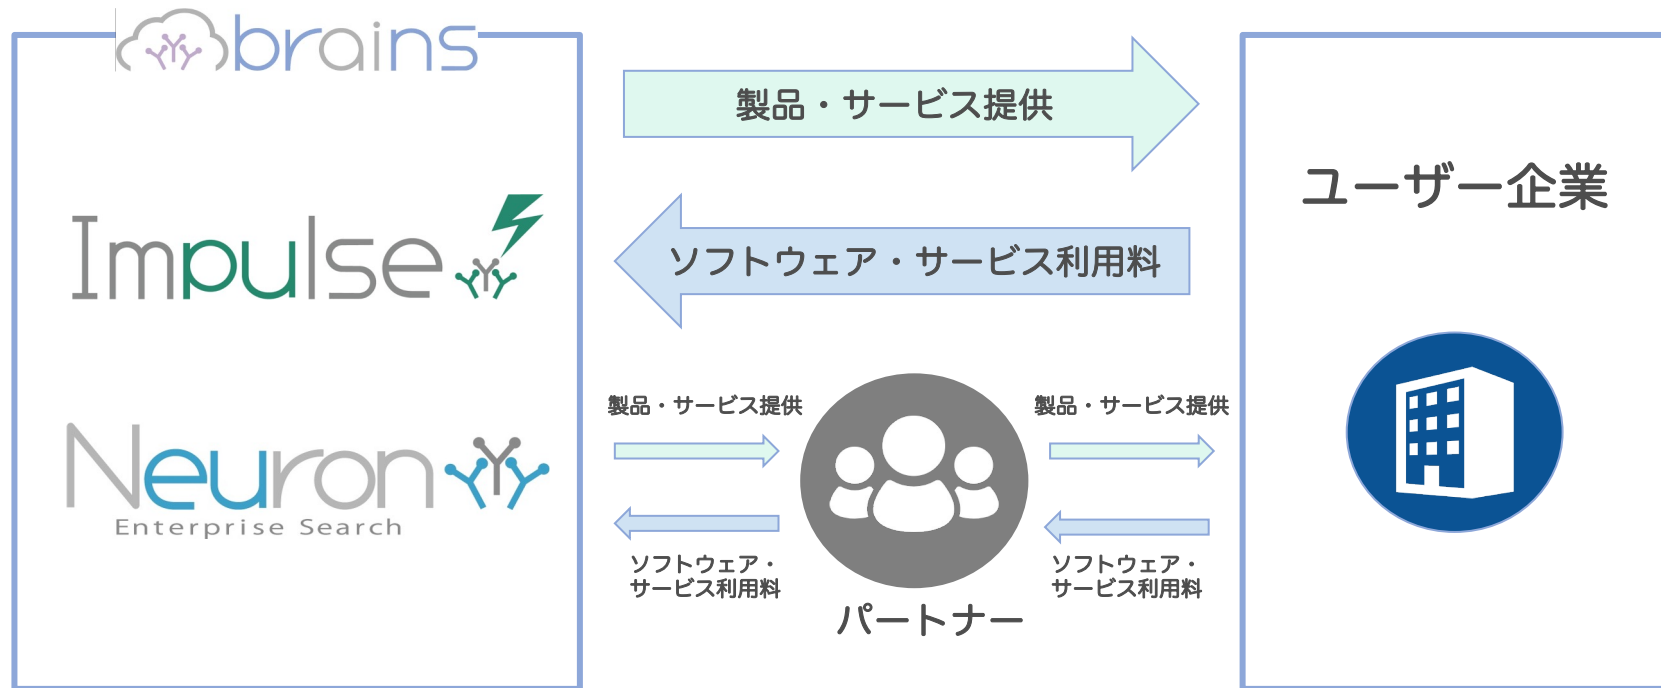 brains
Impulse
Neuron
Enterprise Search
製品・サービス提供
ソフトウェア・サービス利用料
製品・サービス提供
ソフトウェア・
サービス利用料
パートナー
製品・サービス提供
ソフトウェア・
サービス利用料
ユーザー企業